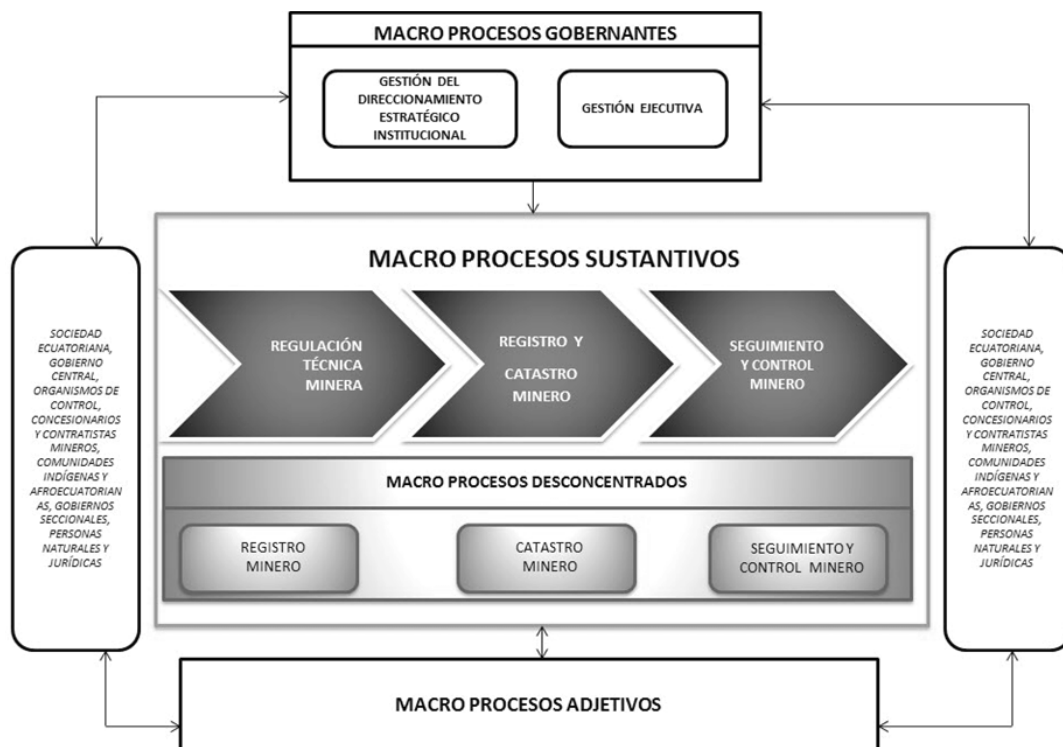 MACRO PROCESOS GOBERNANTES
GESTIÓN DEL
DIRECCIONAMIENTO
ESTRATÉGICO
INSTITUCIONAL
GESTIÓN EJECUTIVA
SOCIEDAD
ECUATORIANA,
GOBIERNO
CENTRAL,
ORGANISMOS DE
CONTROL,
CONCESIONARIOS
Y CONTRATISTAS
MINEROS,
COMUNIDADES
INDÍGENAS Y
AFROECUATORIAN
AS, GOBIERNOS
SECCIONALES,
PERSONAS
NATURALES Y
JURÍDICAS
MACRO PROCESOS SUSTANTIVOS
REGULACIÓN
TÉCNICA
MINERA
REGISTRO Y
CATASTRO
MINERO
SEGUIMIENTO
Y CONTROL
MINERO
MACRO PROCESOS DESCONCENTRADOS
REGISTRO
MINERO
CATASTRO
MINERO
SEGUIMIENTO Y
CONTROL MINERO
SOCIEDAD
ECUATORIANA,
GOBIERNO
CENTRAL,
ORGANISMOS DE
CONTROL,
CONCESIONARIOS
Y CONTRATISTAS
MINEROS,
COMUNIDADES
INDÍGENAS Y
AFROECUATORIAN
AS, GOBIERNOS
SECCIONALES,
PERSONAS
NATURALES Y
JURÍDICAS
MACRO PROCESOS ADJETIVOS